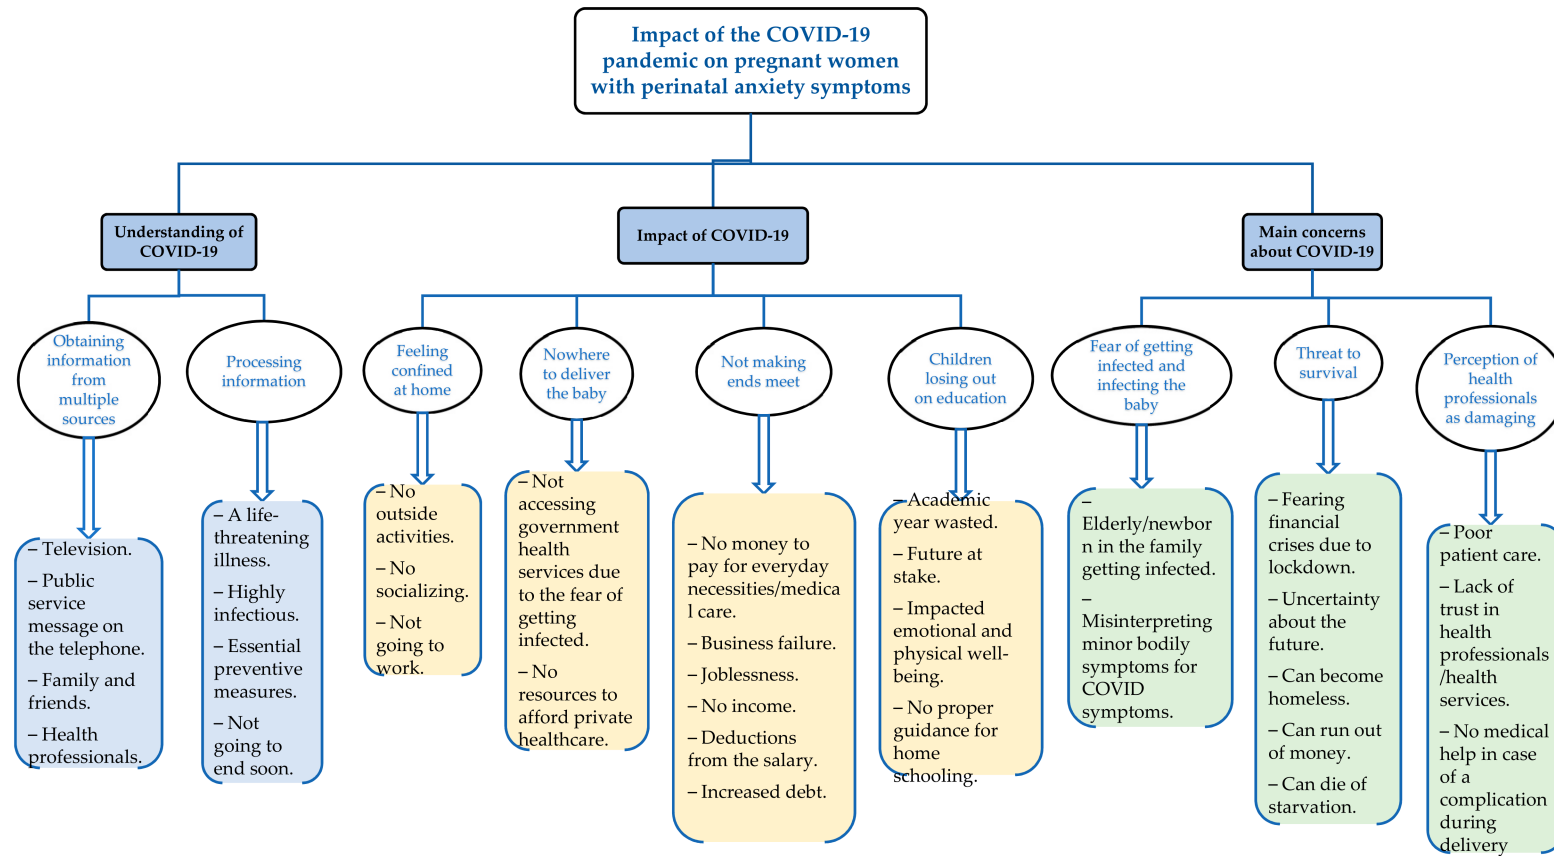 Impact of the COVID-19
pandemic on pregnant women
with perinatal anxiety symptoms
Understanding of
COVID-19
Impact of COVID-19
Main concerns
about COVID-19
Obtaining
information
from
multiple
sources
Processing
information
Feeling
confined
at home
Nowhere
to deliver
the baby
Not making
ends meet
Children
losing out
on education
Fear of getting
infected and
infecting the
baby
Threat to
survival
Perception of
health
professionals
as damaging
– Television.
– Public
service
message on
the telephone.
– Family and
friends.
– Health
professionals.
– A life-
threatening
illness.
– Highly
infectious.
– Essential
preventive
measures.
– Not
going to
end soon.
– No
outside
activities.
– No
socializing.
– Not
going to
work.
– Not
accessing
government
health
services due
to the fear of
getting
infected.
– No
resources to
afford private
healthcare.
– No money to
pay for everyday
necessities/medica
l care.
– Business failure.
– Joblessness.
– No income.
– Deductions
from the salary.
– Increased debt.
– Academic
year wasted.
– Future at
stake.
– Impacted
emotional and
physical well-
being.
– No proper
guidance for
home
schooling.
–
Elderly/newbor
n in the family
getting infected.
–
Misinterpreting
minor bodily
symptoms for
COVID
symptoms.
– Fearing
financial
crises due to
lockdown.
– Uncertainty
about the
future.
– Can become
homeless.
– Can run out
of money.
– Can die of
starvation.
– Poor
patient care.
– Lack of
trust in
health
professionals
/health
services.
– No medical
help in case
of a
complication
during
delivery